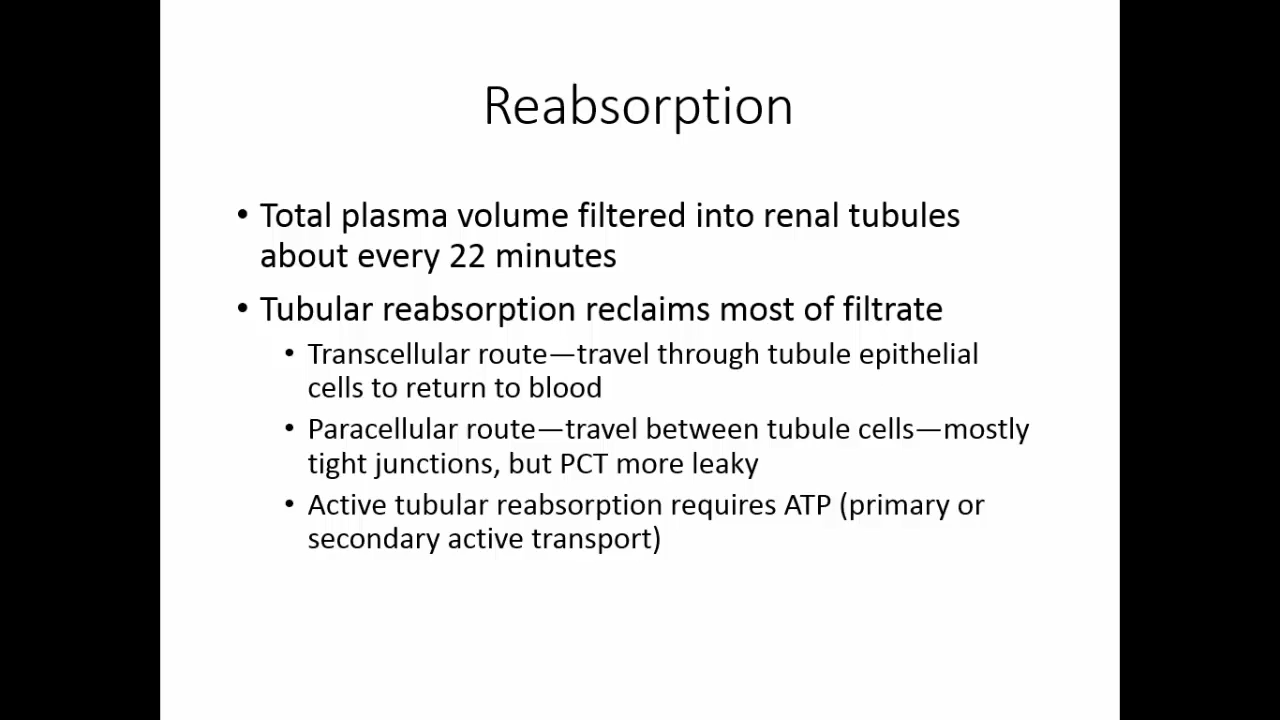 Reabsorption
• Total plasma volume filtered into renal tubules
about every 22 minutes
• Tubular reabsorption reclaims most of filtrate
• Transcellular route—travel through tubule epithelial
cells to return to blood
• Paracellular route—travel between tubule cells—mostly
tight junctions, but PCT more leaky
• Active tubular reabsorption requires ATP (primary or
secondary active transport)